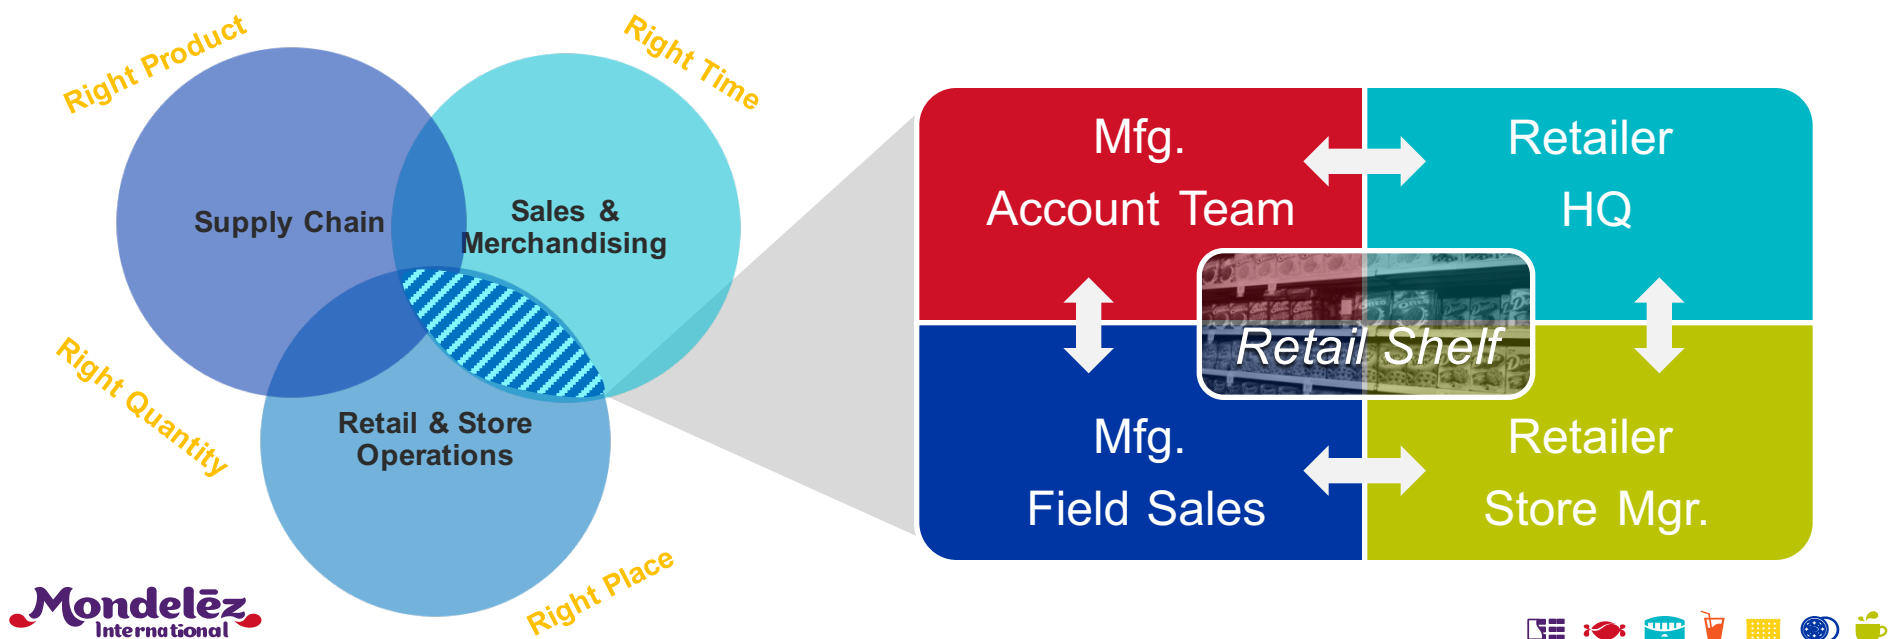 Right Product
Right Time
Supply Chain
Sales &
Merchandising
Right Quantity
Retail & Store
Operations
Right Place
Mfg.
Account Team
Retailer
HQ
Retail Shelf
Mfg.
Field Sales
Retailer
Store Mgr.
Mondelēz
International